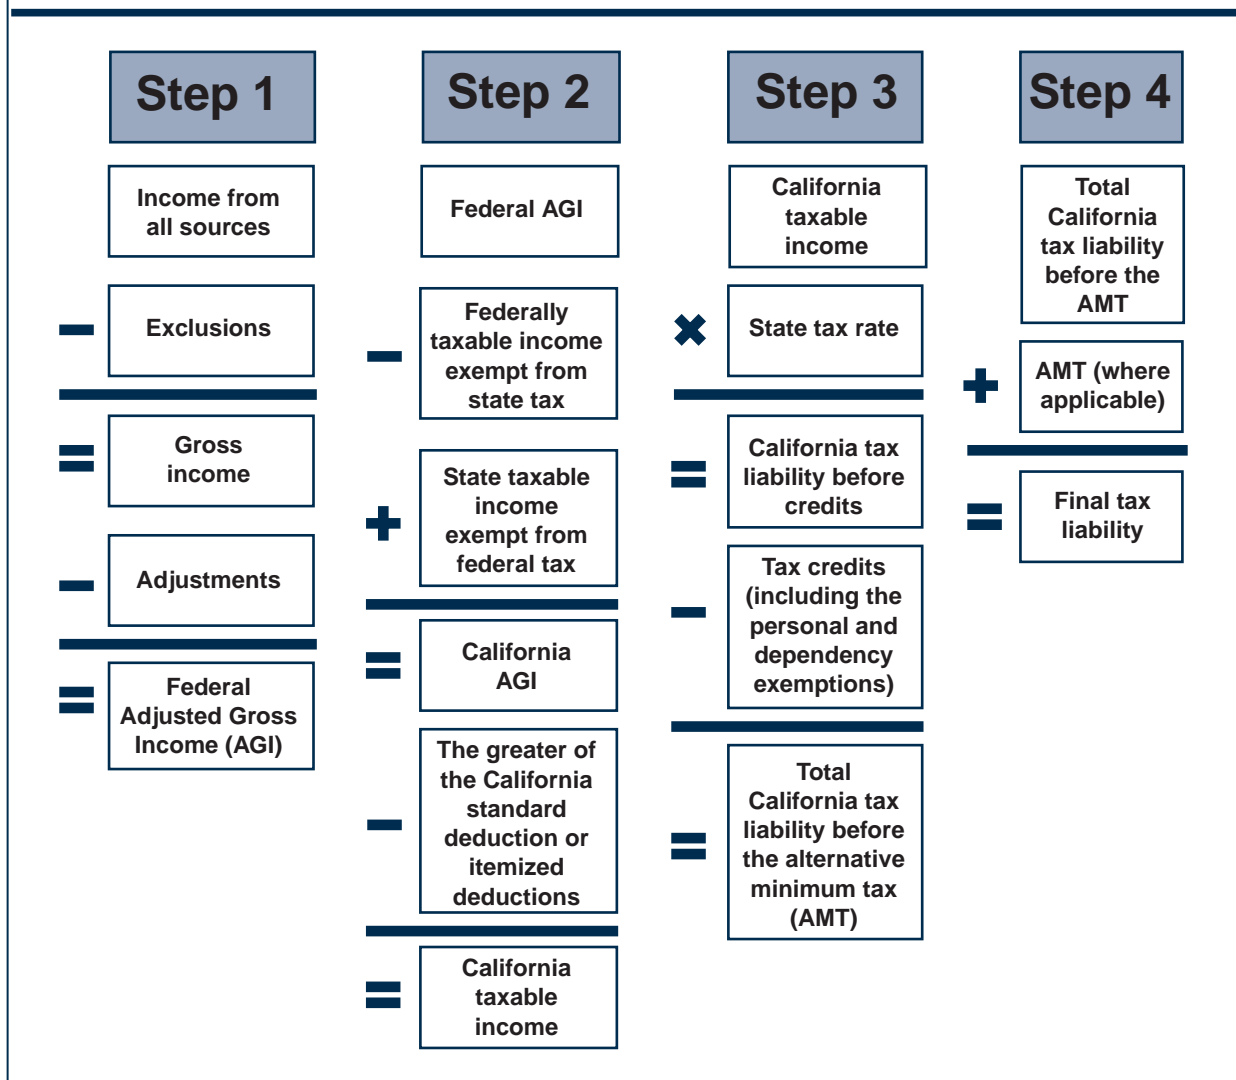 Step 1
Income from
all sources
Exclusions
Gross
income
Adjustments
Federal
Adjusted Gross
Income (AGI)
Step 2
Federal AGI
Federally
taxable income
exempt from
state tax
State taxable
income
exempt from
federal tax
California
AGI
The greater of
the California
standard
deduction or
itemized
deductions
California
taxable
income
Step 3
California
taxable
income
State tax rate
California tax
liability before
credits
Tax credits
(including the
personal and
dependency
exemptions)
Total
California tax
liability before
the alternative
minimum tax
(AMT)
Step 4
Total
California
tax liability
before the
AMT
AMT (where
applicable)
Final tax
liability